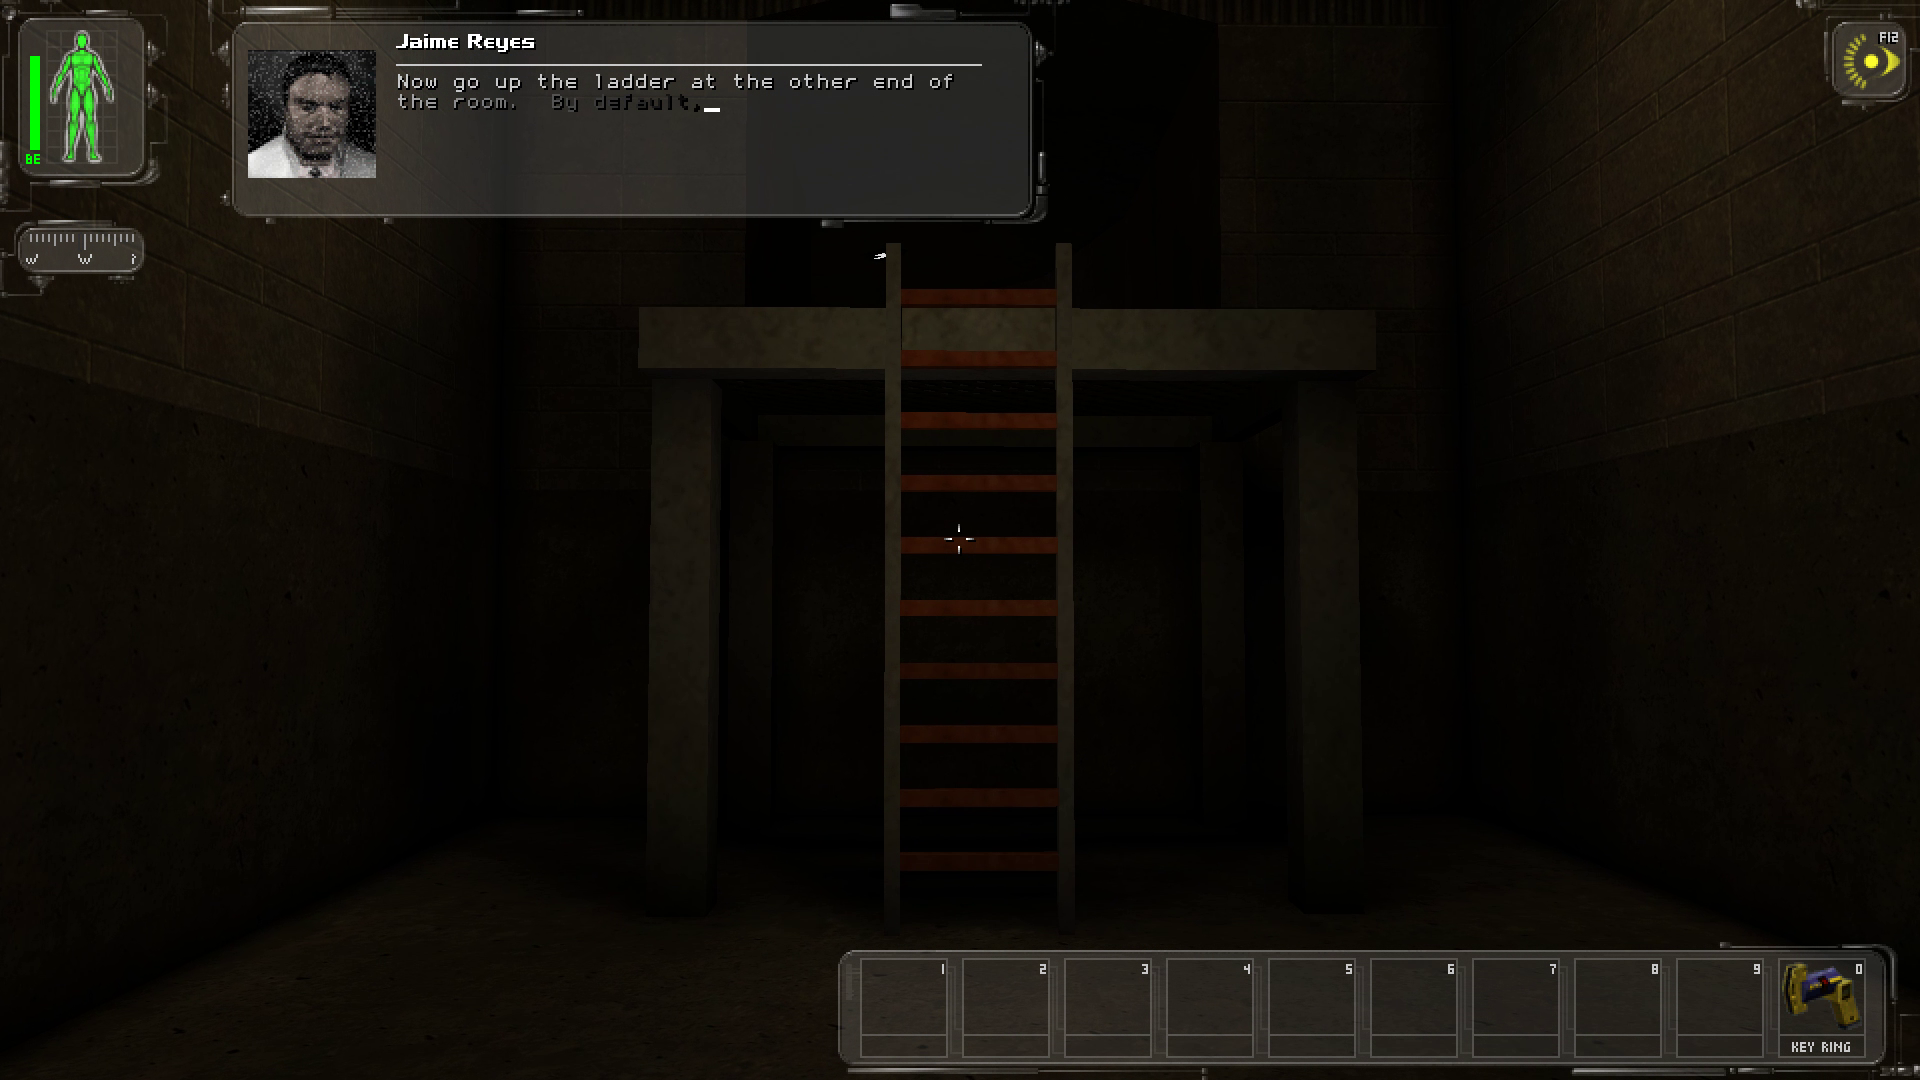 Jaime Reyes
Now go up the ladder at the other end of
the room.  By default,
F12
BE
W
1 2 3 4 5 6 7 8 9 0
KEY RING